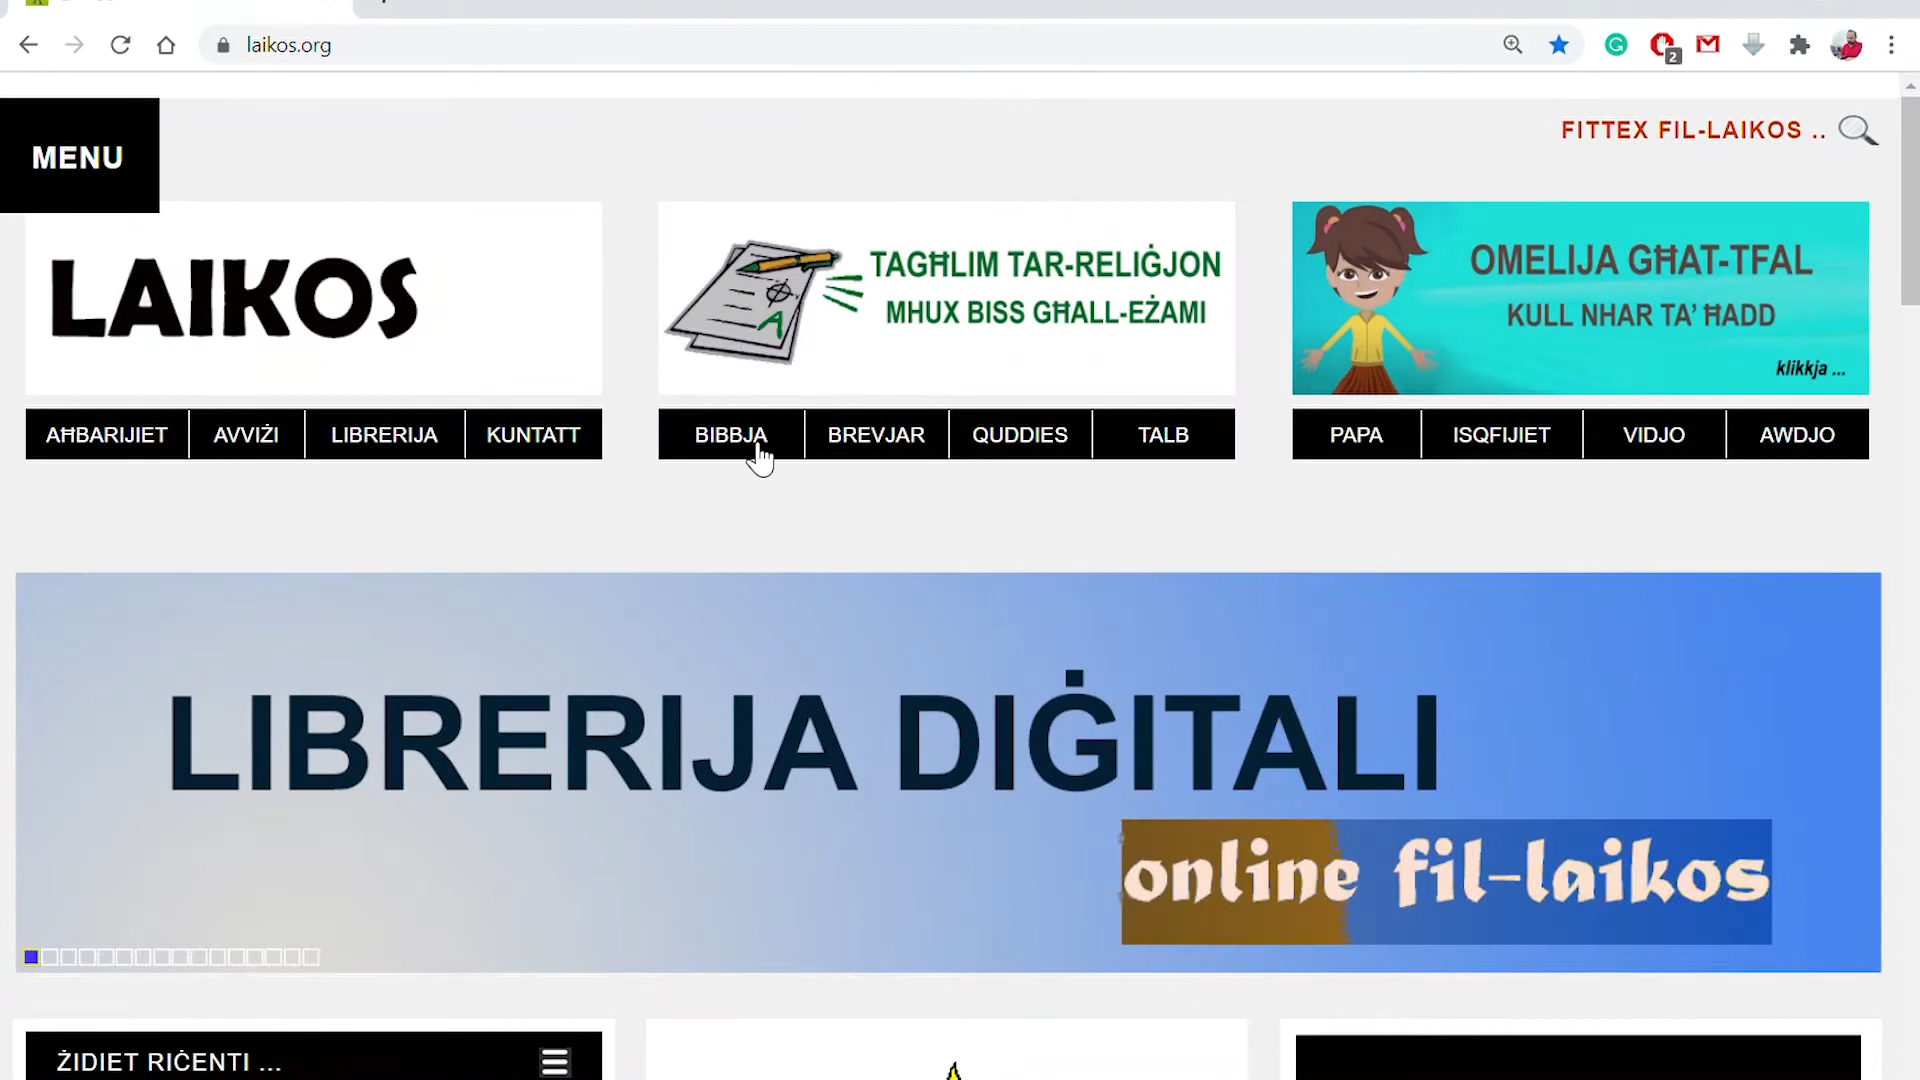 laikos.org
2
MENU
FITTEX FIL-LAIKOS ..
LAIKOS
A
TAGĦLIM TAR-RELIĠJON
MHUX BISS GĦALL-EŻAMI
OMELIJA GĦAT-TFAL
KULL NHAR TA' ĦADD
klikkja ...
AĦBARIJIET
AVVIŻI
LIBRERIJA
KUNTATT
BIBBJA
BREVJAR
QUDDIES
TALB
PAPA
ISQFIJIET
VIDJO
AWDJO
LIBRERIJA DIĠITALI
online fil-laikos
ŻIDIET RIĊENTI ...